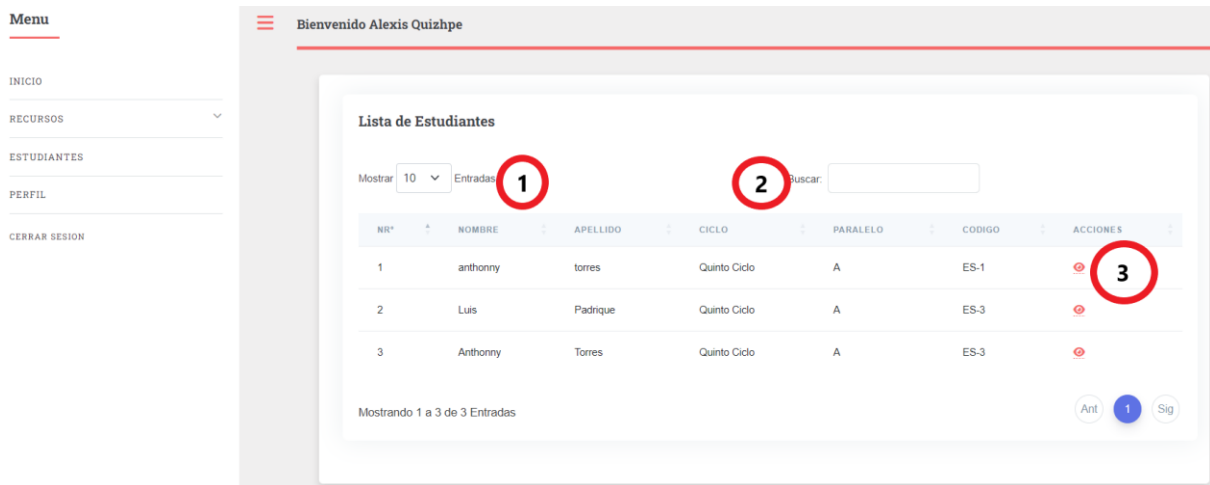 Menu
INICIO
RECURSOS
ESTUDIANTES
PERFIL
CERRAR SESION
Bienvenido Alexis Quizhpe
Lista de Estudiantes
Mostrar 10 Entradas 1 2 Buscar:
NR° NOMBRE APELLIDO CICLO PARALELO CODIGO ACCIONES
1 anthonny torres Quinto Ciclo A ES-1 3
2 Luis Padrique Quinto Ciclo A ES-3
3 Anthonny Torres Quinto Ciclo A ES-3
Mostrando 1 a 3 de 3 Entradas Ant 1 Sig